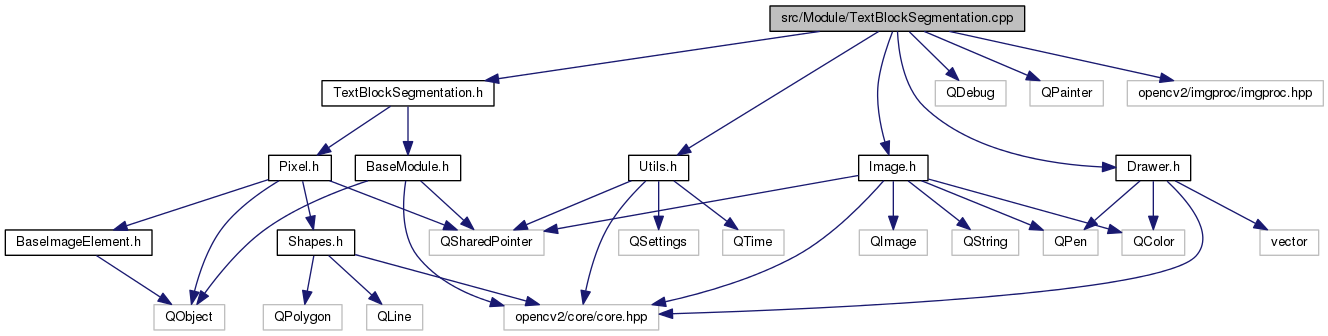 src/Module/TextBlockSegmentation.cpp
TextBlockSegmentation.h
QDebug
QPainter
opencv2/imgproc/imgproc.hpp
Pixel.h
BaseModule.h
Utils.h
Image.h
Drawer.h
BaseImageElement.h
Shapes.h
QSharedPointer
QSettings
QTime
QImage
QString
QPen
QColor
vector
QObject
QPolygon
QLine
opencv2/core/core.hpp